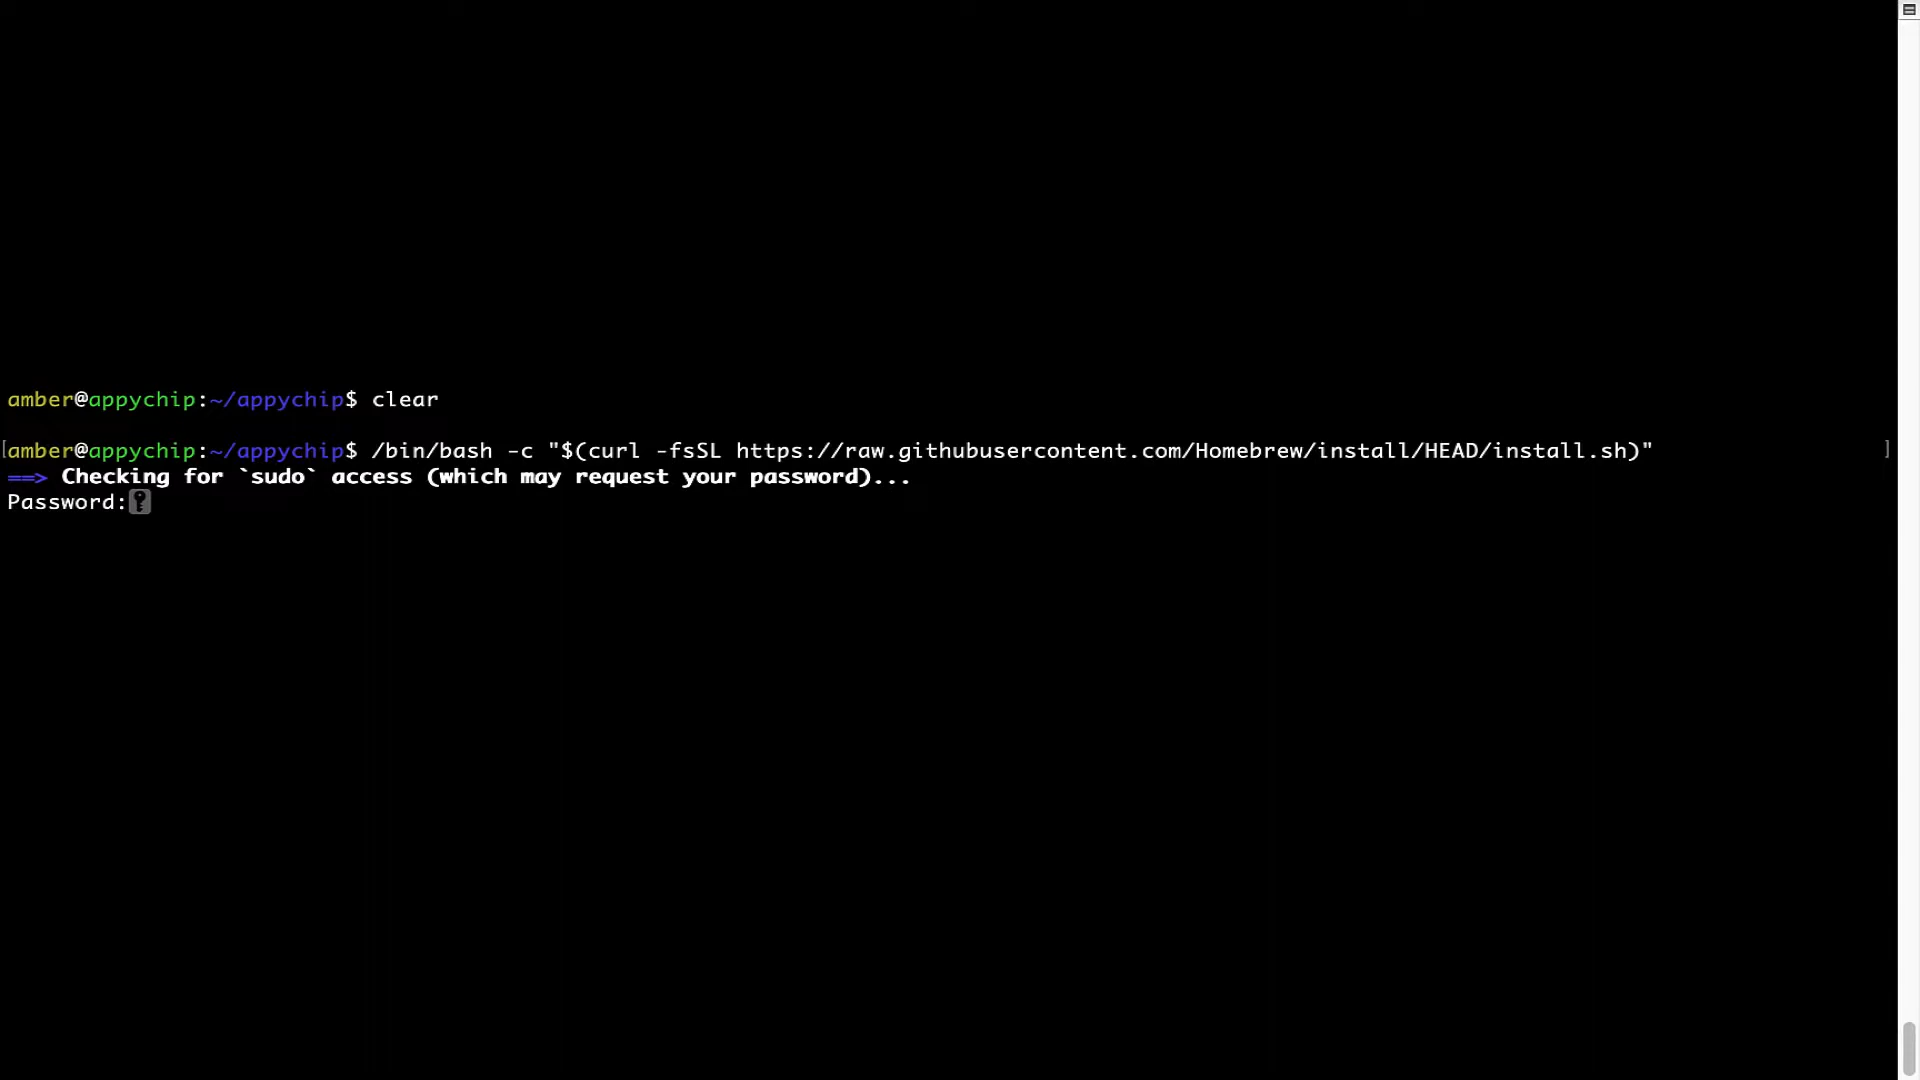 amber@appychip:~/appychip$ clear
[amber@appychip:~/appychip$ /bin/bash -c "$(curl -fsSL https://raw.githubusercontent.com/Homebrew/install/HEAD/install.sh)" ]
==> Checking for `sudo` access (which may request your password)...
Password: